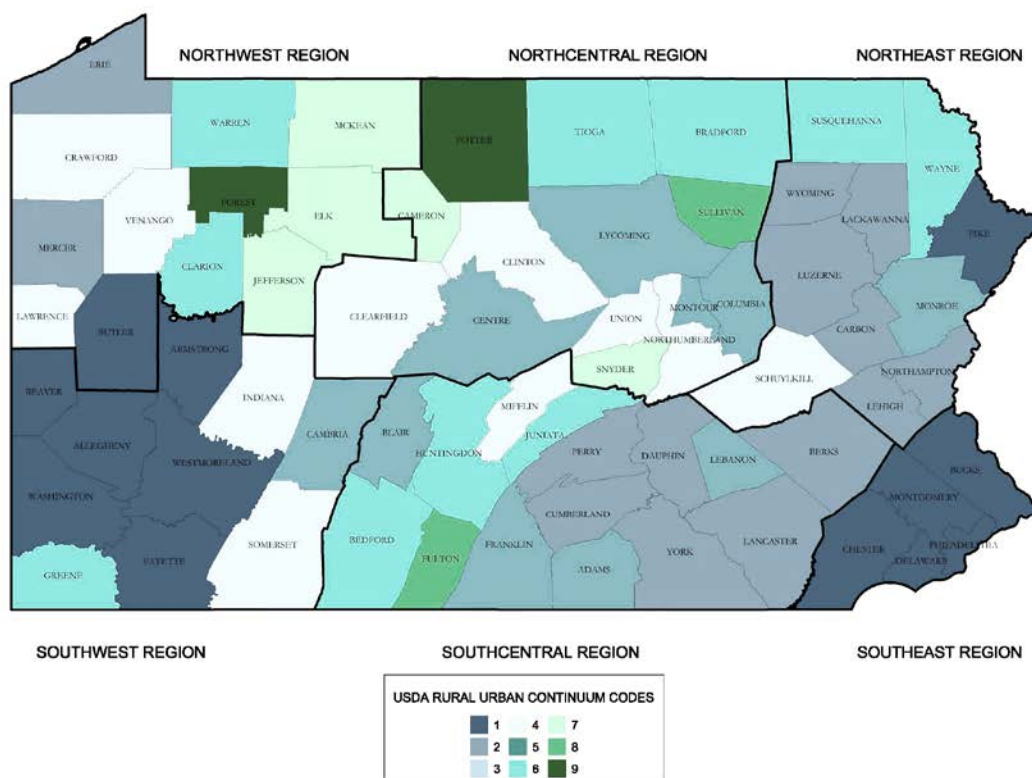 NORTHWEST REGION NORTHCENTRAL REGION NORTHEAST REGION
ERIE
WARREN
MCKEAN
POTTER
TIOGA
BRADFORD
SUSQUEHANNA
CRAWFORD
WAYNE
FOREST
ELK
CAMERON
SULLIVAN
WYOMING
VENANGO
LACKAWANNA
MERCER
LYCOMING
PIKE
CLARION
CLINTON
LUZERNE
JEFFERSON
LAWRENCE
BUTLER
CLEARFIELD
CENTRE
UNION
MONTOUR
COLUMBIA
MONROE
CARBON
ARMSTRONG
NORTHUMBERLAND
SNYDER
SCHUYLKILL
NORTHAMPTON
BEAVER
INDIANA
LEHIGH
MIFFLIN
ALLEGHENY
CAMBRIA
BLAIR
JUNIATA
HUNTINGDON
PERRY
DAUPHIN
LEBANON
BERKS
WESTMORELAND
BUCKS
WASHINGTON
MONTGOMERY
CUMBERLAND
SOMERSET
BEDFORD
FULTON
FRANKLIN
YORK
LANCASTER
CHESTER
PHILADELPHIA
DELAWARE
GREENE
FAYETTE
ADAMS
SOUTHWEST REGION SOUTHCENTRAL REGION SOUTHEAST REGION
USDA RURAL URBAN CONTINUUM CODES
1 4 7
2 5 8
3 6 9